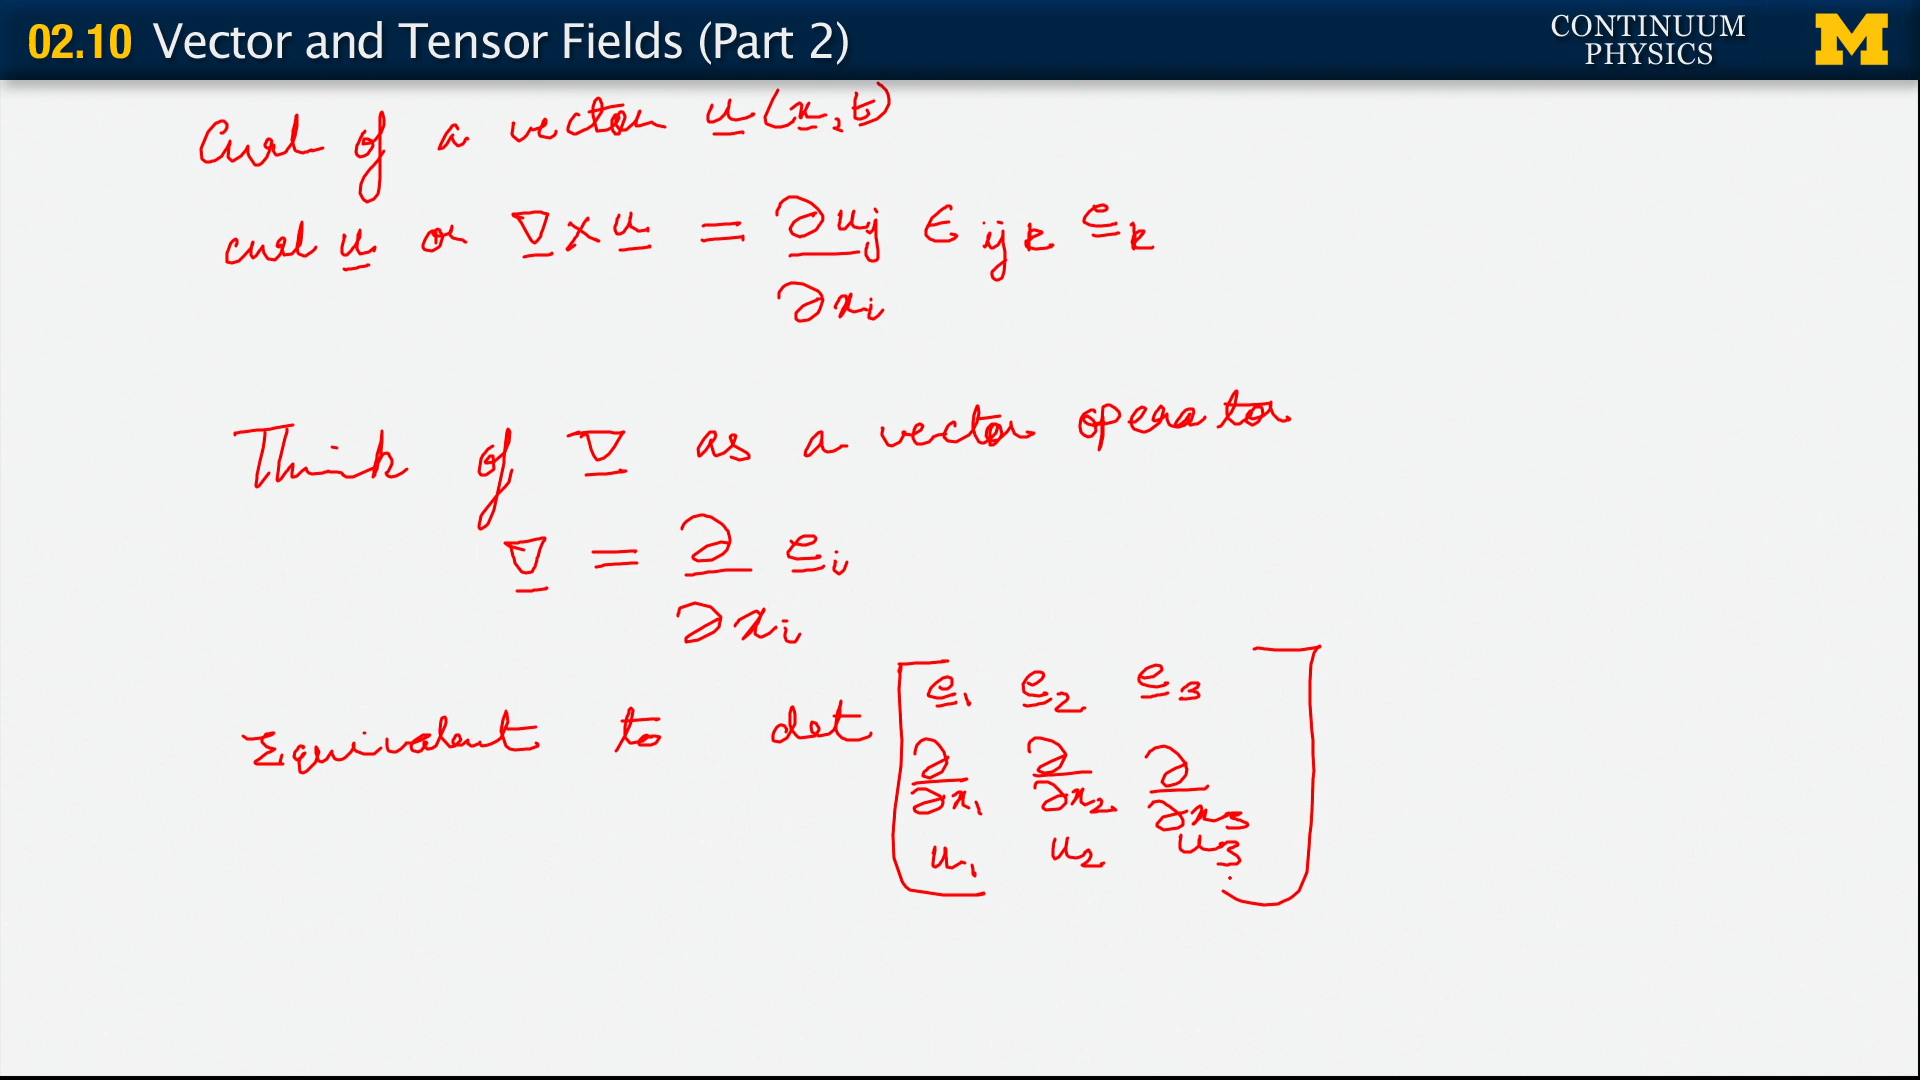 02.10 Vector and Tensor Fields (Part 2)
CONTINUUM
PHYSICS
M
Curl of a vector u(x, t)
curl u or ∇ × u = ∂uj/∂xi ϵijk ek
Think of ∇ as a vector operator
∇ = ∂/∂xi ei
Equivalent to det
e1 e2 e3
∂/∂x1 ∂/∂x2 ∂/∂x3
u1 u2 u3